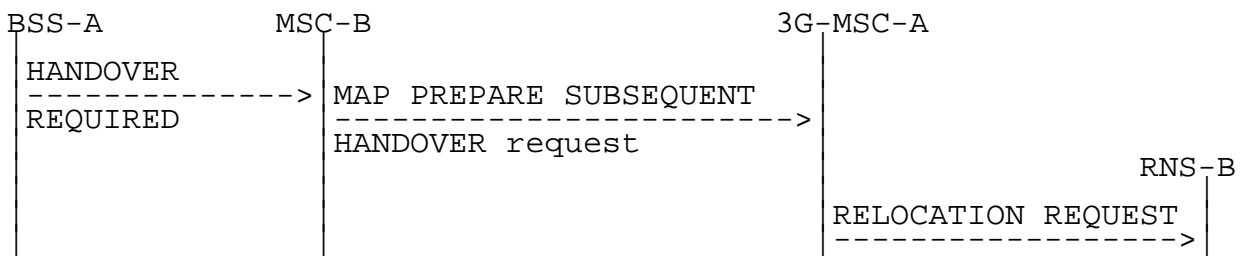 BSS-A MSC-B 3G-MSC-A
HANDOVER
REQUIRED
MAP PREPARE SUBSEQUENT
HANDOVER request
RNS-B
RELOCATION REQUEST